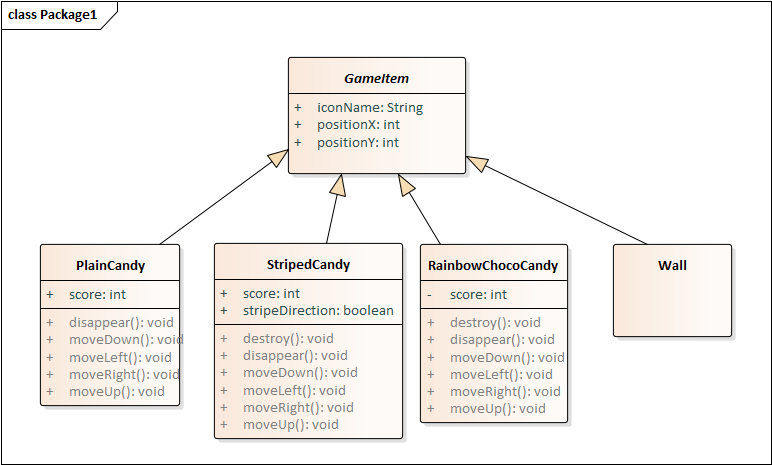 class Package1
GameItem
+ iconName: String
+ positionX: int
+ positionY: int
PlainCandy
+ score: int
+ disappear(): void
+ moveDown(): void
+ moveLeft(): void
+ moveRight(): void
+ moveUp(): void
StripedCandy
+ score: int
+ stripeDirection: boolean
+ destroy(): void
+ disappear(): void
+ moveDown(): void
+ moveLeft(): void
+ moveRight(): void
+ moveUp(): void
RainbowChocoCandy
- score: int
+ destroy(): void
+ disappear(): void
+ moveDown(): void
+ moveLeft(): void
+ moveRight(): void
+ moveUp(): void
Wall